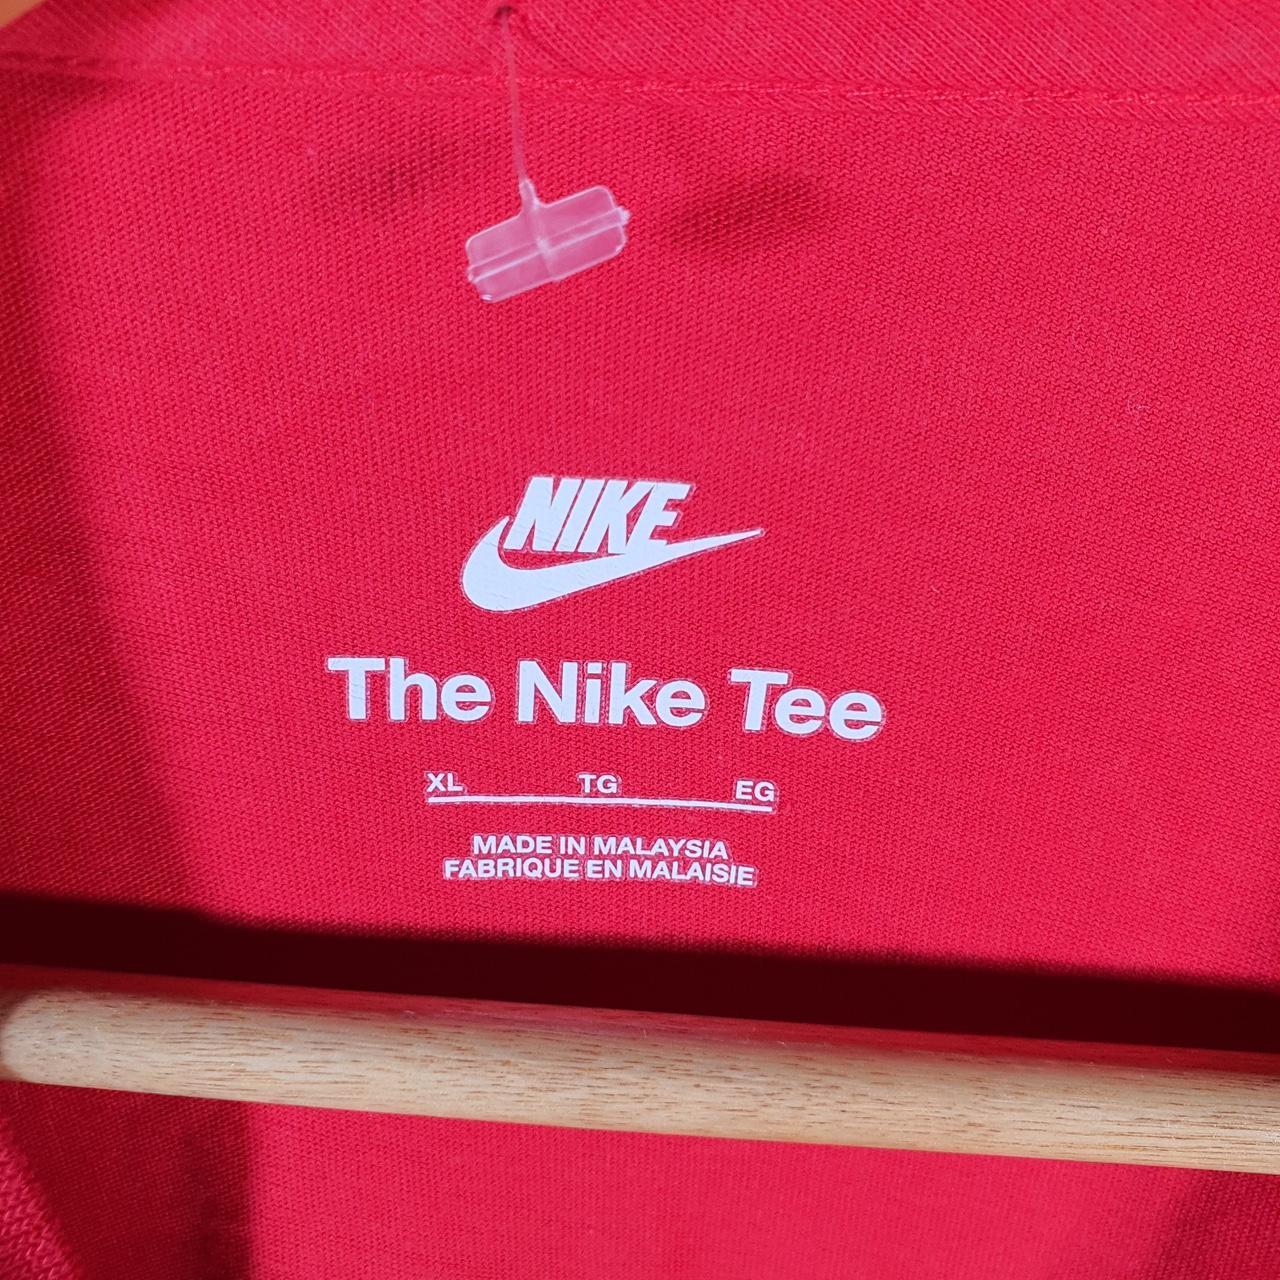 NIKE
The Nike Tee
XL TG EG
MADE IN MALAYSIA
FABRIQUE EN MALAISIE